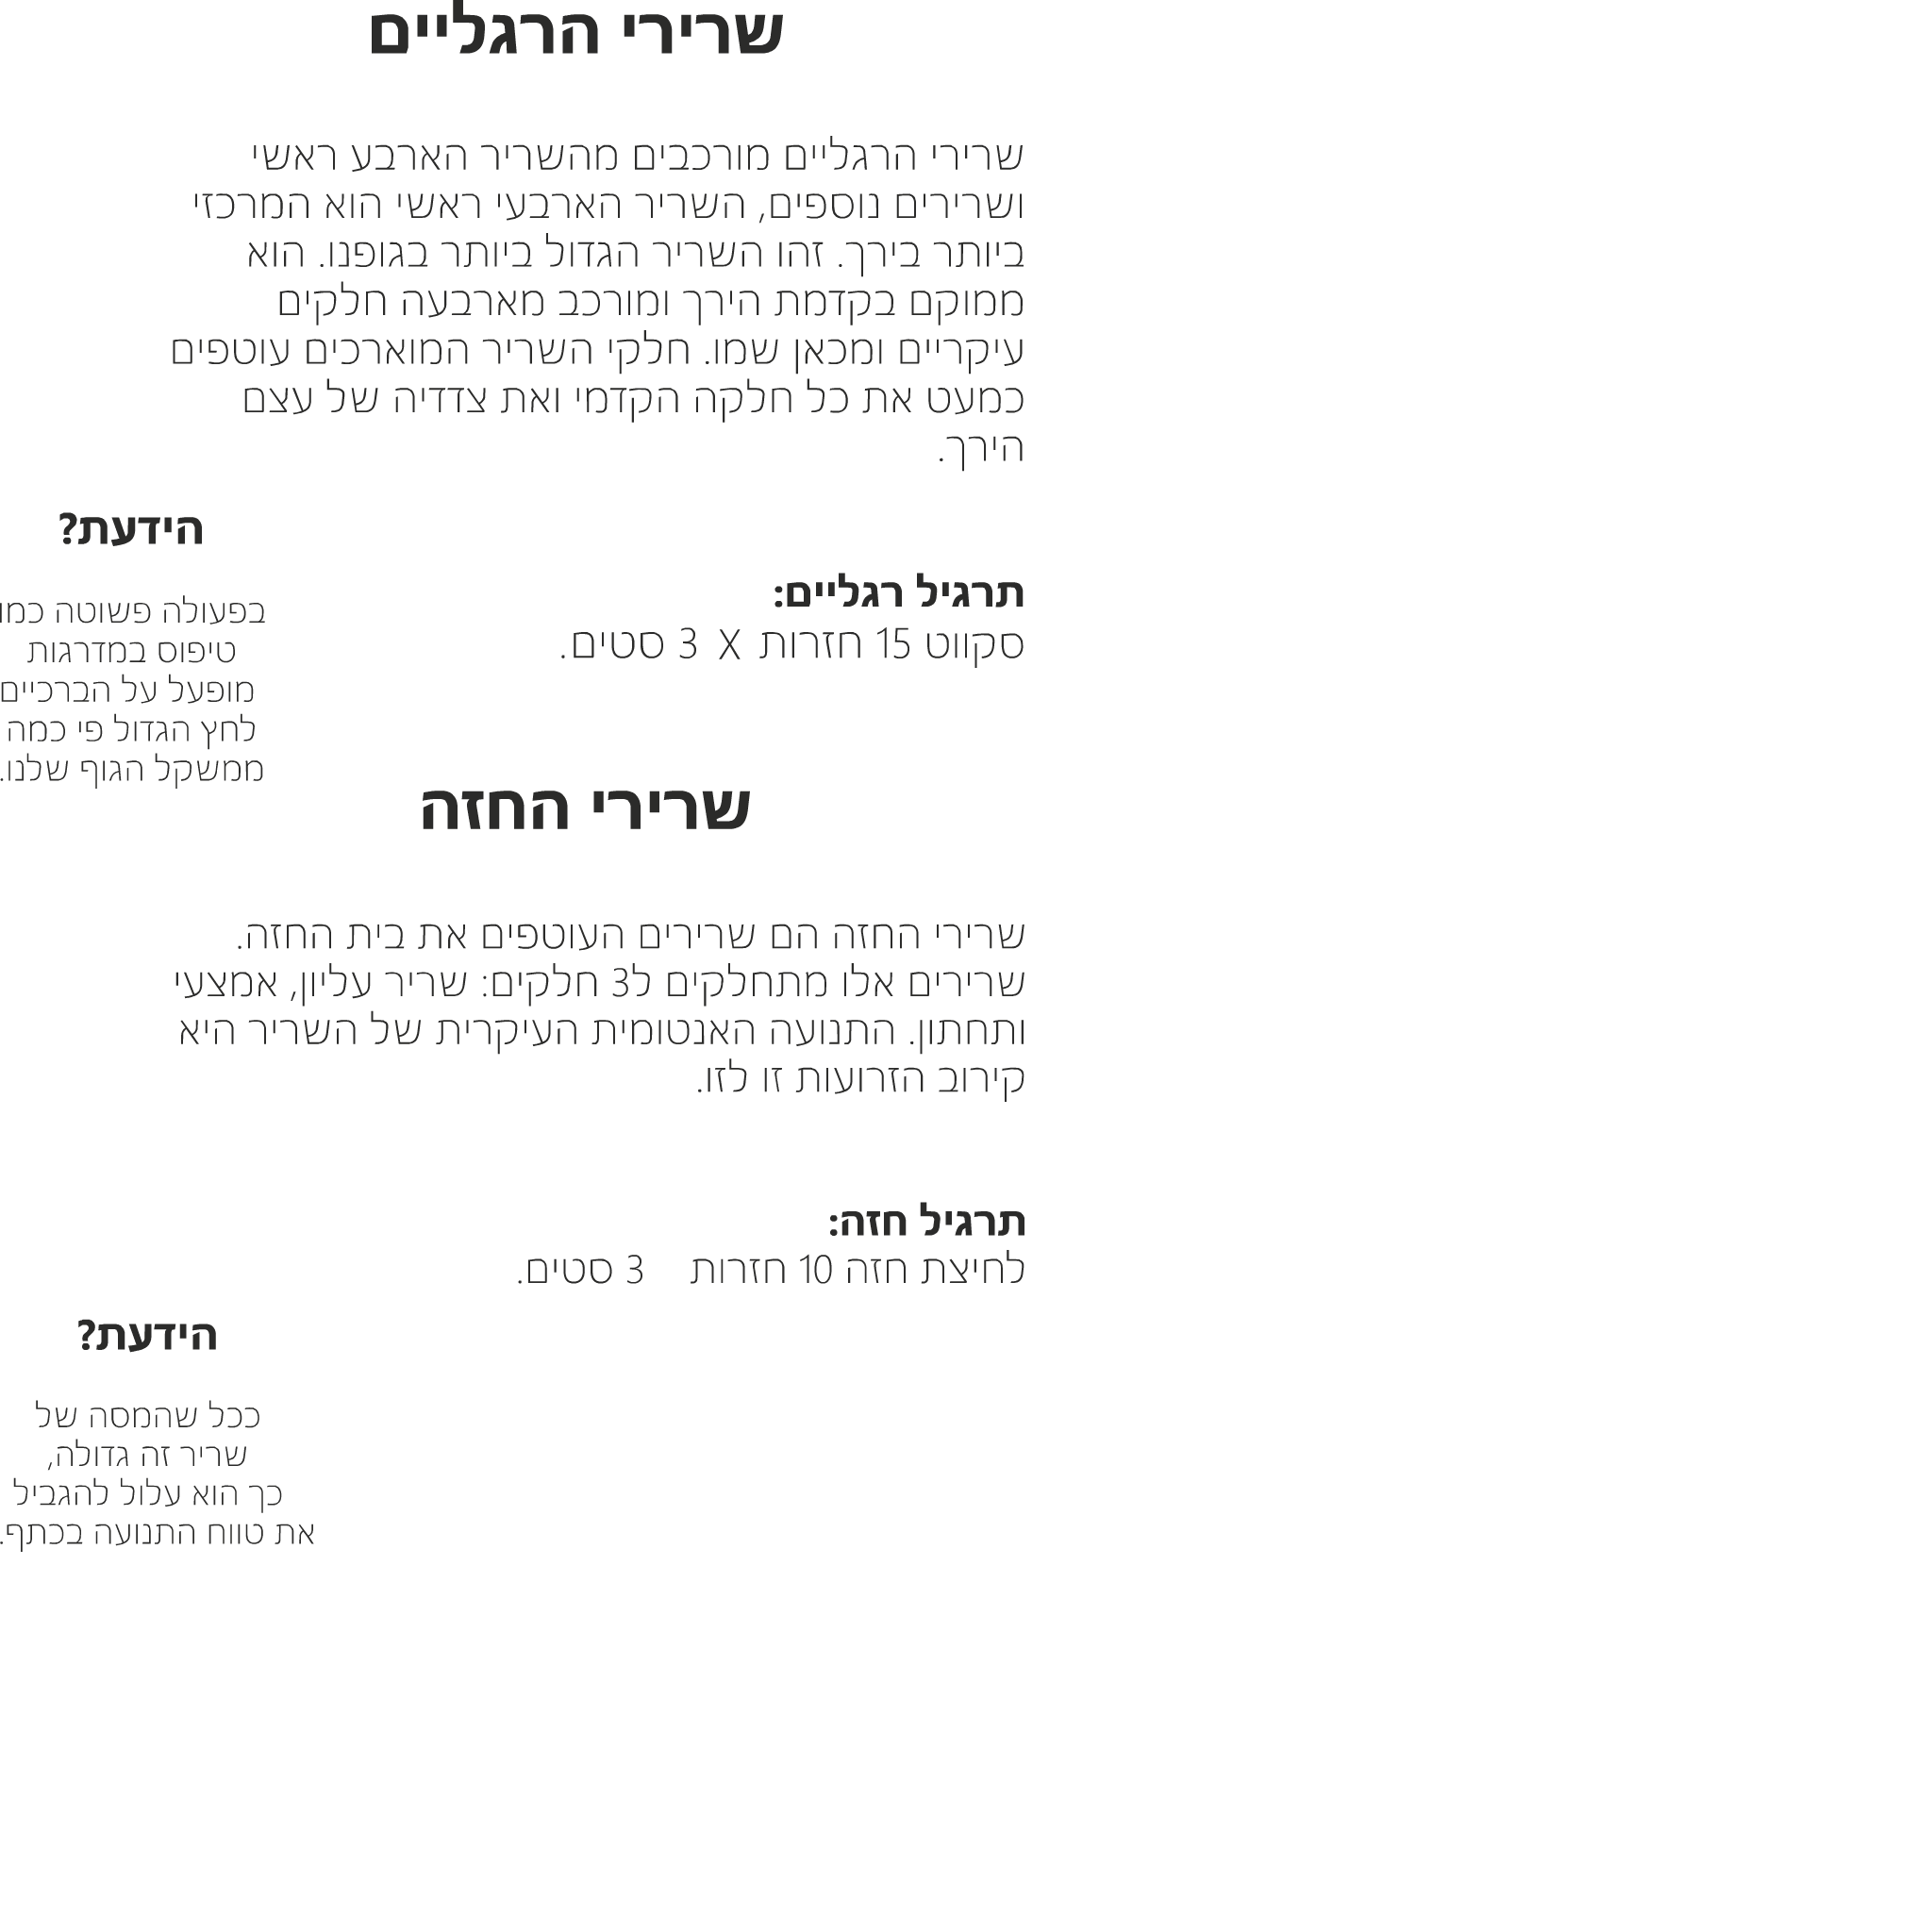 שרירי הרגליים
שרירי הרגליים מורכבים מהשריר הארבע ראשי
ושרירים נוספים, השריר הארבעי ראשי הוא המרכזי
ביותר בירך. זהו השריר הגדול ביותר בגופנו. הוא
ממוקם בקדמת הירך ומורכב מארבעה חלקים
עיקריים ומכאן שמו. חלקי השריר המוארכים עוטפים
כמעט את כל חלקה הקדמי ואת צדדיה של עצם
הירך.
תרגיל רגליים:
סקווט 15 חזרות X 3 סטים.
הידעת?
בפעולה פשוטה כמו
טיפוס במדרגות
מופעל על הברכיים
לחץ הגדול פי כמה
ממשקל הגוף שלנו.
שרירי החזה
שרירי החזה הם שרירים העוטפים את בית החזה.
שרירים אלו מתחלקים ל3 חלקים: שריר עליון, אמצעי
ותחתון. התנועה האנטומית העיקרית של השריר היא
קירוב הזרועות זו לזו.
תרגיל חזה:
לחיצת חזה 10 חזרות 3 סטים.
הידעת?
ככל שהמסה של
שריר זה גדולה,
כך הוא עלול להגביל
את טווח התנועה בכתף.